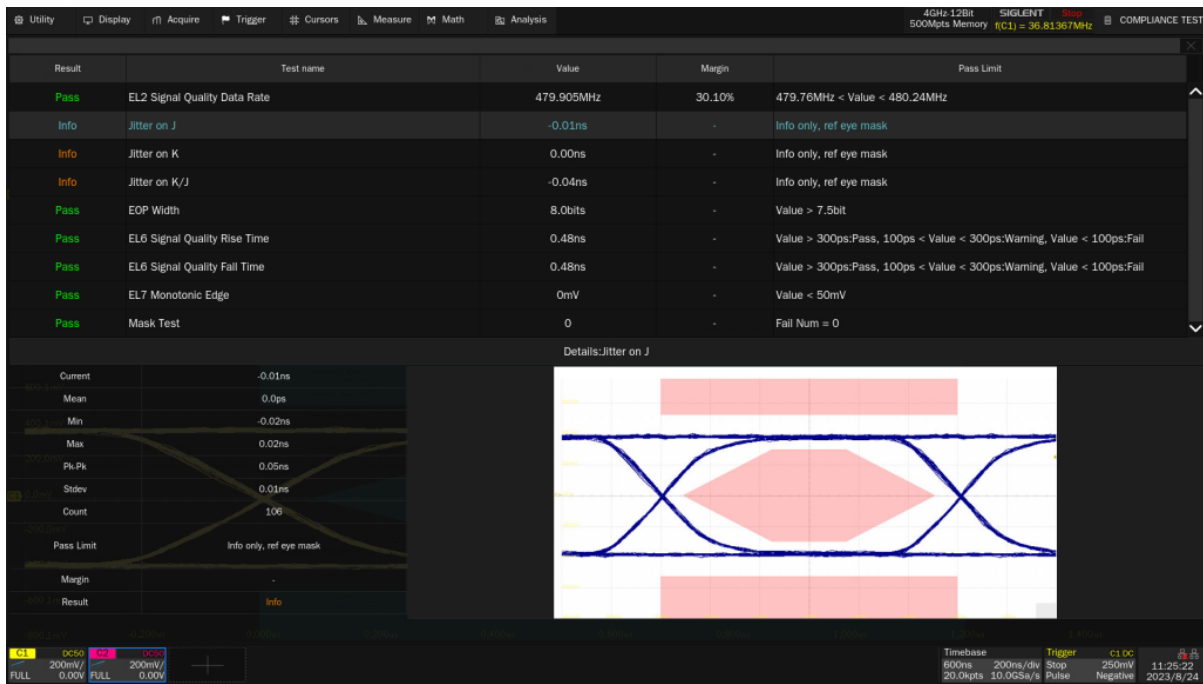 Utility Display Acquire Trigger Cursors Measure Math Analysis
4GHz-12Bit SIGLENT Stop
500Mpts Memory f(C1) = 36.81367MHz
COMPLIANCE TEST
Result Test name Value Margin Pass Limit
Pass EL2 Signal Quality Data Rate 479.905MHz 30.10% 479.76MHz < Value < 480.24MHz
Info Jitter on J -0.01ns - Info only, ref eye mask
Info Jitter on K 0.00ns - Info only, ref eye mask
Info Jitter on K/J -0.04ns - Info only, ref eye mask
Pass EOP Width 8.0bits - Value > 7.5bit
Pass EL6 Signal Quality Rise Time 0.48ns - Value > 300ps:Pass, 100ps < Value < 300ps:Warning, Value < 100ps:Fail
Pass EL6 Signal Quality Fall Time 0.48ns - Value > 300ps:Pass, 100ps < Value < 300ps:Warning, Value < 100ps:Fail
Pass EL7 Monotonic Edge 0mV - Value < 50mV
Pass Mask Test 0 - Fail Num = 0
Details:Jitter on J
Current -0.01ns
Mean 0.0ps
Min -0.02ns
Max 0.02ns
Pk-Pk 0.05ns
Stdev 0.01ns
Count 106
Pass Limit Info only, ref eye mask
Margin -
Result Info
C1 DC50 C2 DC50
200mV/ 200mV/
FULL 0.00V FULL 0.00V
Timebase Trigger C1 DC
600ns 200ns/div Stop 250mV
20.0kpts 10.0GSa/s Pulse Negative
11:25:22
2023/8/24